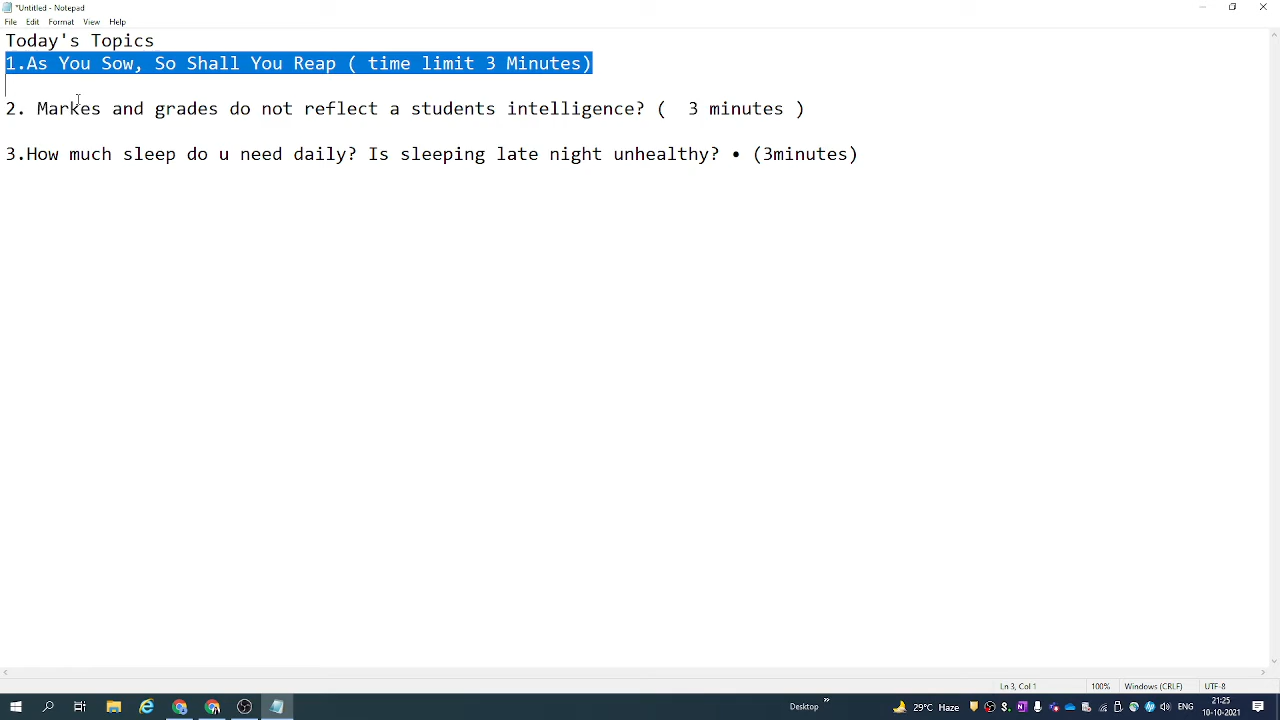 *Untitled - Notepad
File Edit Format View Help
Today's Topics
1.As You Sow, So Shall You Reap ( time limit 3 Minutes)
2. Markes and grades do not reflect a students intelligence? (  3 minutes )
3.How much sleep do u need daily? Is sleeping late night unhealthy? • (3minutes)
Ln 3, Col 1 100% Windows (CRLF) UTF-8
Desktop » 29°C Haze ENG 21:25
10-10-2021